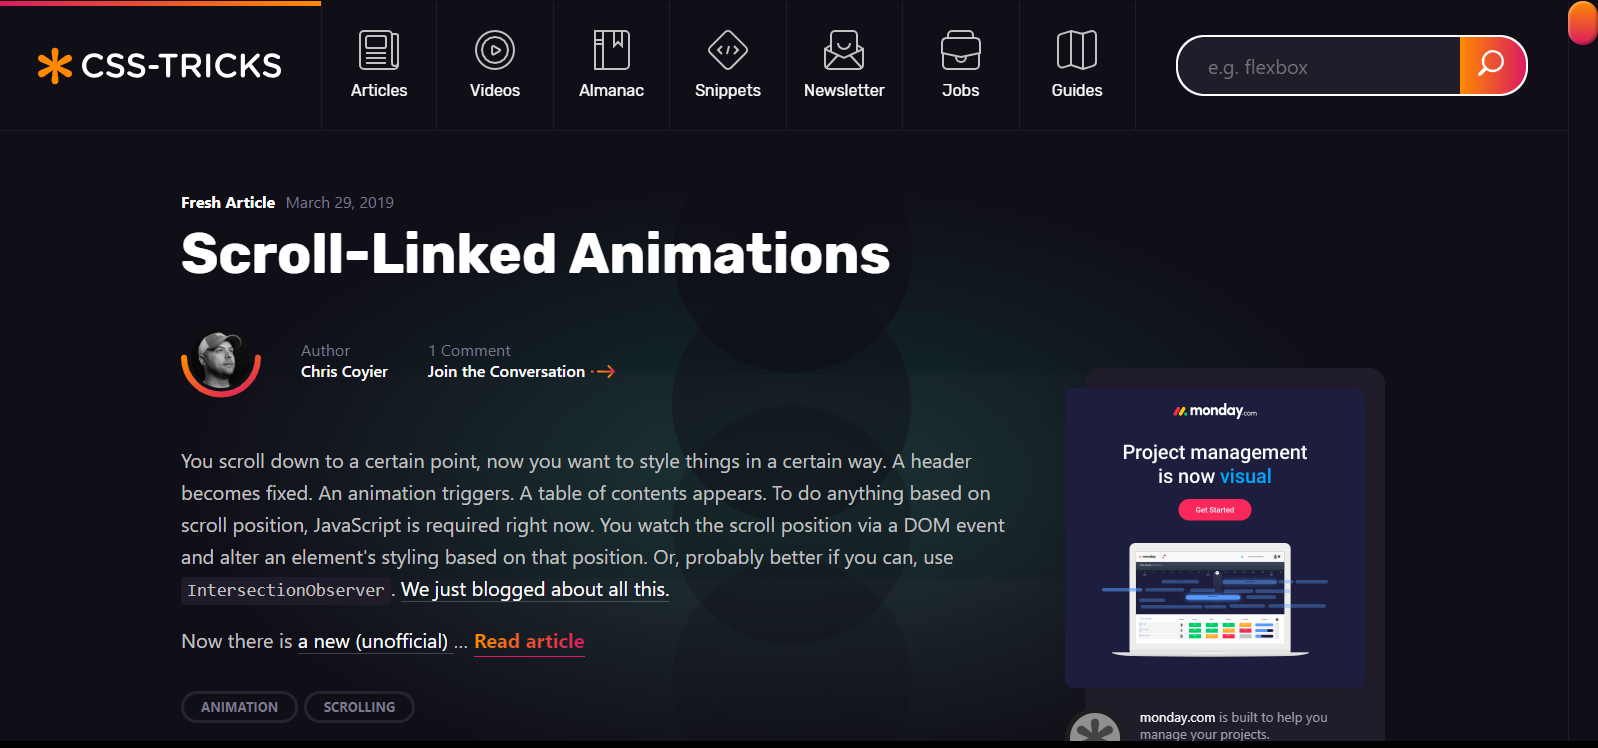 CSS-TRICKS
Articles
Videos
Almanac
Snippets
Newsletter
Jobs
Guides
e.g. flexbox
Fresh Article March 29, 2019
Scroll-Linked Animations
Author
Chris Coyier
1 Comment
Join the Conversation
You scroll down to a certain point, now you want to style things in a certain way. A header
becomes fixed. An animation triggers. A table of contents appears. To do anything based on
scroll position, JavaScript is required right now. You watch the scroll position via a DOM event
and alter an element's styling based on that position. Or, probably better if you can, use
IntersectionObserver . We just blogged about all this.
Now there is a new (unofficial) ... Read article
ANIMATION
SCROLLING
monday.com
Project management
is now visual
Get Started
monday
monday.com is built to help you
manage your projects.